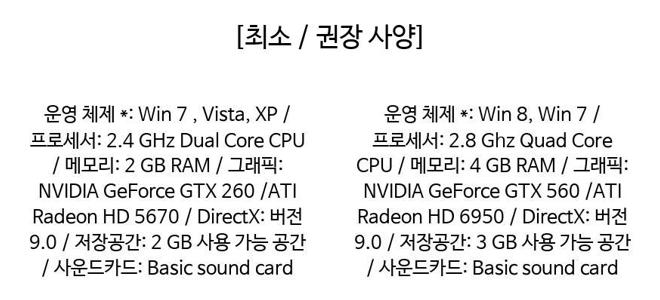 [최소 / 권장 사양]
운영 체제 *: Win 7 , Vista, XP /
프로세서: 2.4 GHz Dual Core CPU
/ 메모리: 2 GB RAM / 그래픽:
NVIDIA GeForce GTX 260 /ATI
Radeon HD 5670 / DirectX: 버전
9.0 / 저장공간: 2 GB 사용 가능 공간
/ 사운드카드: Basic sound card
운영 체제 *: Win 8, Win 7 /
프로세서: 2.8 Ghz Quad Core
CPU / 메모리: 4 GB RAM / 그래픽:
NVIDIA GeForce GTX 560 /ATI
Radeon HD 6950 / DirectX: 버전
9.0 / 저장공간: 3 GB 사용 가능 공간
/ 사운드카드: Basic sound card